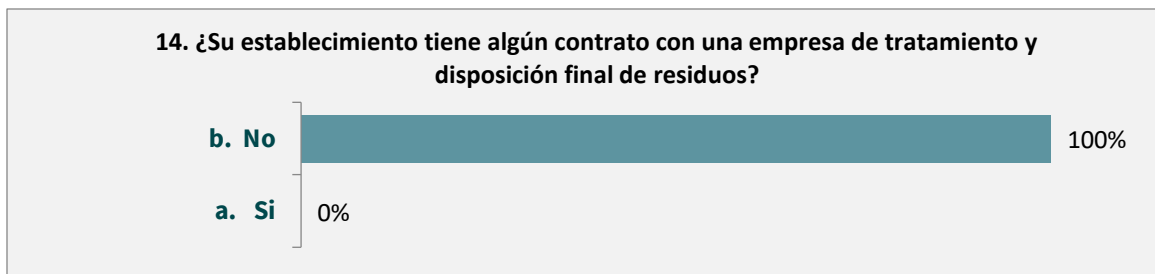 14. ¿Su establecimiento tiene algún contrato con una empresa de tratamiento y
disposición final de residuos?
b. No 100%
a. Si 0%